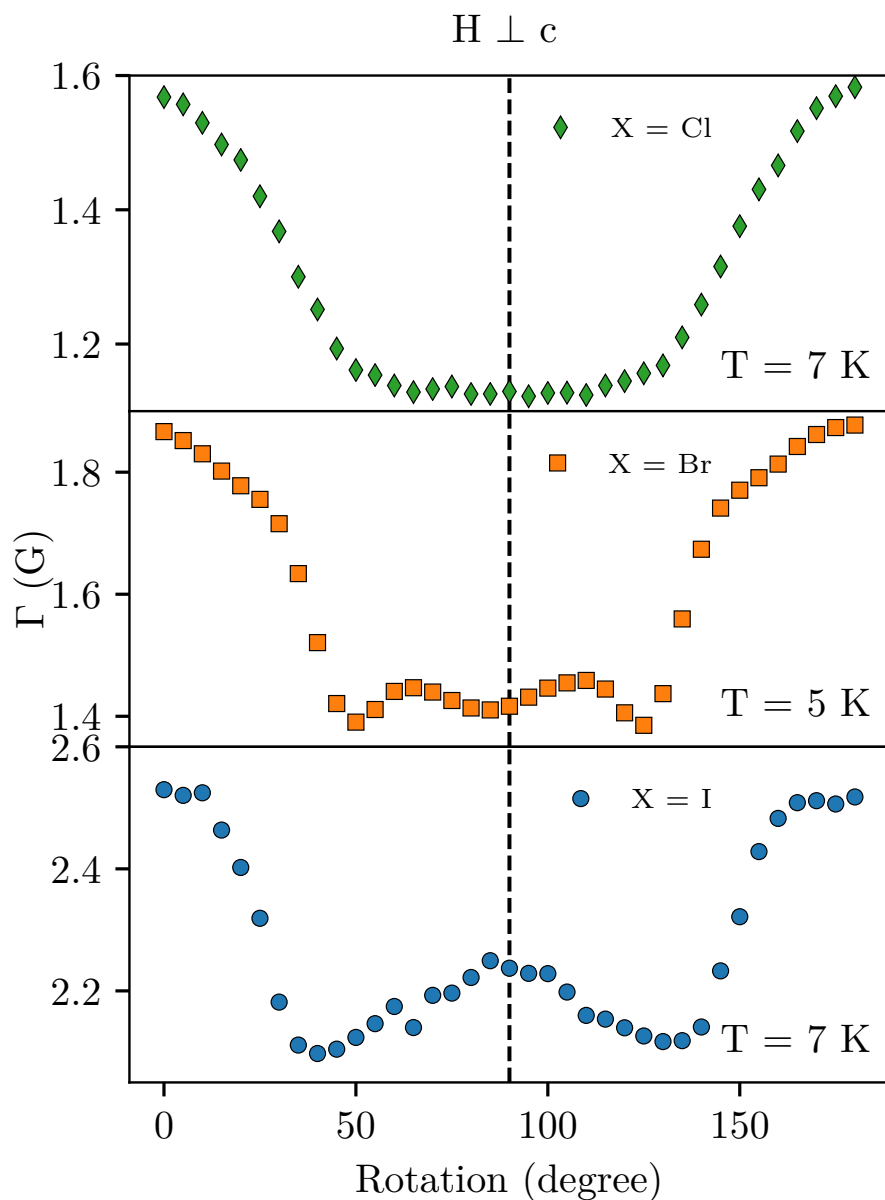 H ⊥ c
1.6
X = Cl
1.4
1.2
T = 7 K
X = Br
1.8
Γ (G)
1.6
1.4
T = 5 K
2.6
X = I
2.4
2.2
T = 7 K
0 50 100 150
Rotation (degree)